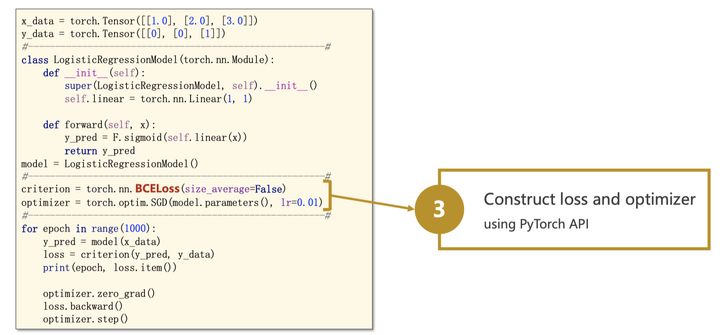 x_data = torch.Tensor([[1.0], [2.0], [3.0]])
y_data = torch.Tensor([[0], [0], [1]])
#-------------------------------------------------------#
class LogisticRegressionModel(torch.nn.Module):
    def __init__(self):
        super(LogisticRegressionModel, self).__init__()
        self.linear = torch.nn.Linear(1, 1)

    def forward(self, x):
        y_pred = F.sigmoid(self.linear(x))
        return y_pred
model = LogisticRegressionModel()
#-------------------------------------------------------#
criterion = torch.nn.BCELoss(size_average=False)
optimizer = torch.optim.SGD(model.parameters(), lr=0.01)
#-------------------------------------------------------#
for epoch in range(1000):
    y_pred = model(x_data)
    loss = criterion(y_pred, y_data)
    print(epoch, loss.item())

    optimizer.zero_grad()
    loss.backward()
    optimizer.step()
3
Construct loss and optimizer
using PyTorch API